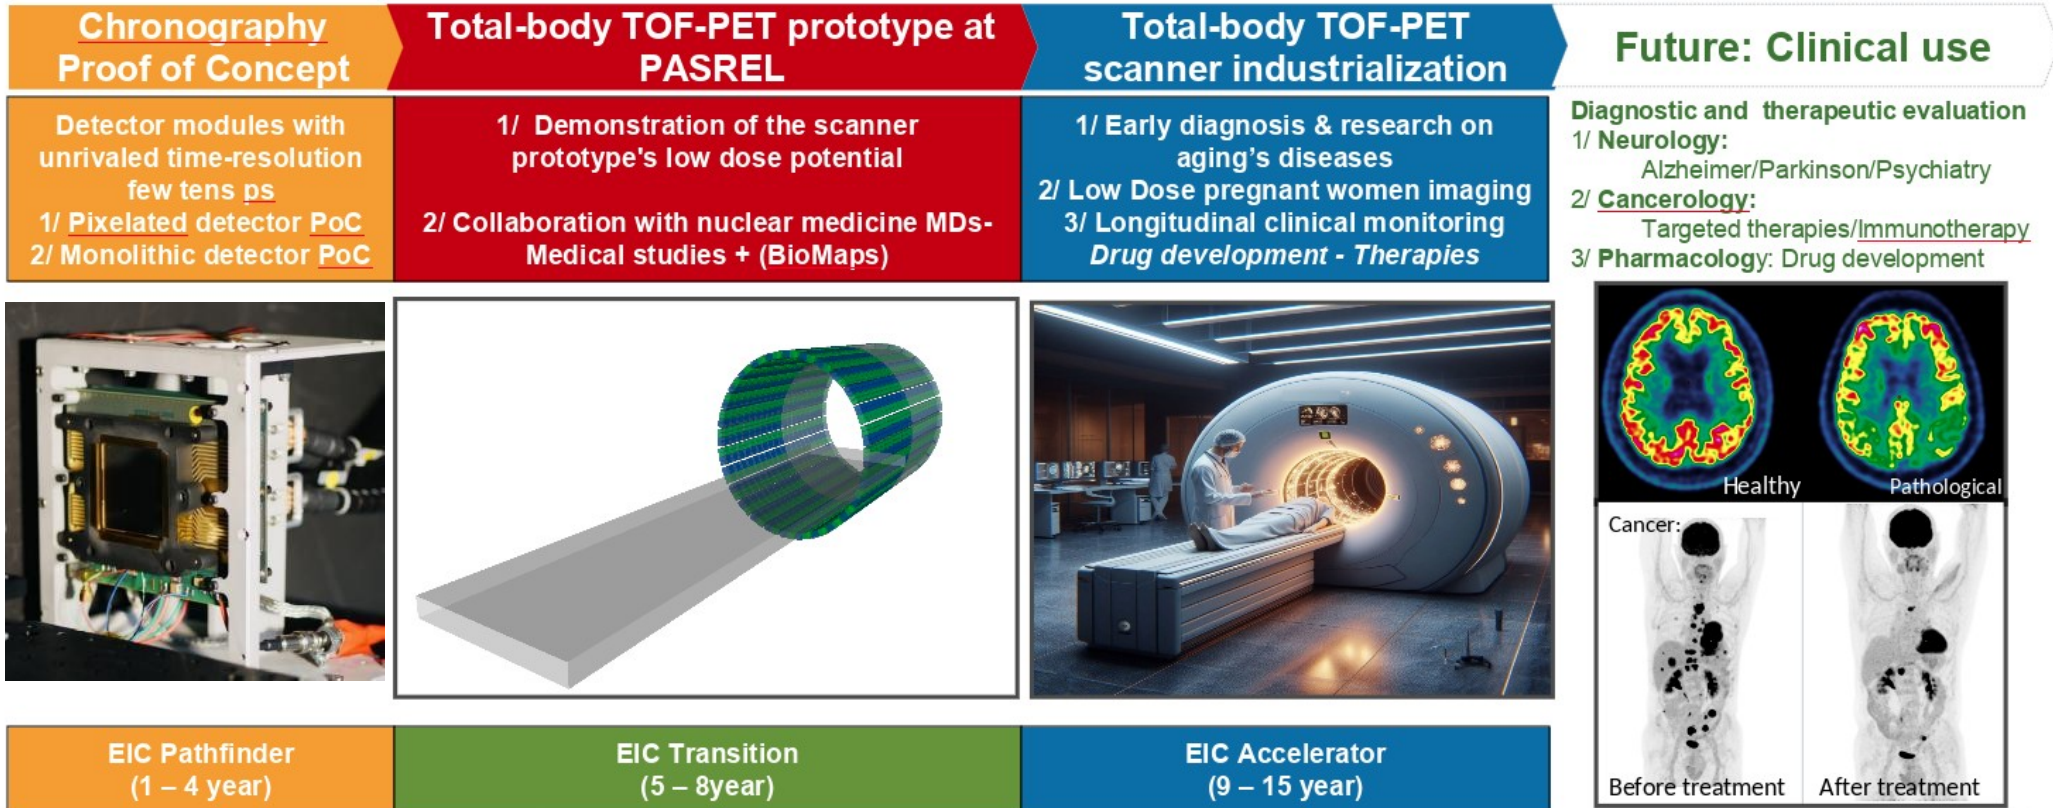 Chronography
Proof of Concept
Detector modules with
unrivaled time-resolution
few tens ps
1/ Pixelated detector PoC
2/ Monolithic detector PoC
EIC Pathfinder
(1 – 4 year)
Total-body TOF-PET prototype at
PASREL
1/ Demonstration of the scanner
prototype's low dose potential
2/ Collaboration with nuclear medicine MDs-
Medical studies + (BioMaps)
EIC Transition
(5 – 8year)
Total-body TOF-PET
scanner industrialization
1/ Early diagnosis & research on
aging’s diseases
2/ Low Dose pregnant women imaging
3/ Longitudinal clinical monitoring
Drug development - Therapies
EIC Accelerator
(9 – 15 year)
Future: Clinical use
Diagnostic and therapeutic evaluation
1/ Neurology:
Alzheimer/Parkinson/Psychiatry
2/ Cancerology:
Targeted therapies/Immunotherapy
3/ Pharmacology: Drug development
Healthy
Pathological
Cancer:
Before treatment
After treatment